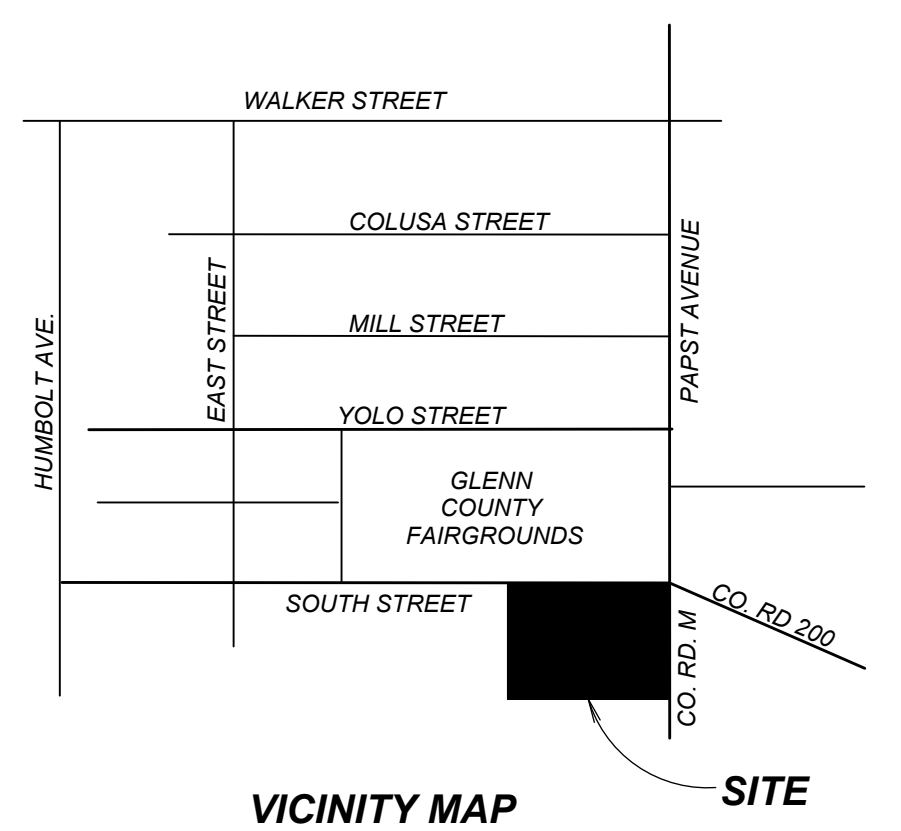 WALKER STREET
COLUSA STREET
PAPST AVENUE
EAST STREET
HUMBOLT AVE.
MILL STREET
YOLO STREET
GLENN
COUNTY
FAIRGROUNDS
SOUTH STREET
CO. RD 200
CO. RD. M
SITE
VICINITY MAP